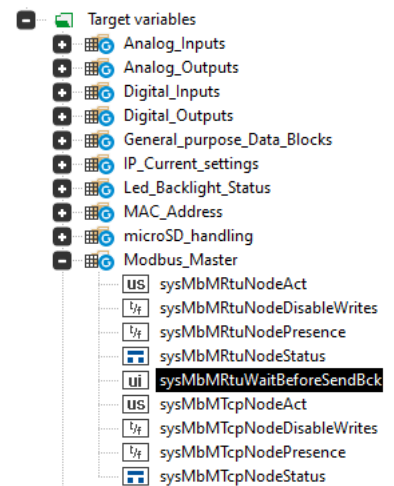 Target variables
Analog_Inputs
Analog_Outputs
Digital_Inputs
Digital_Outputs
General_purpose_Data_Blocks
IP_Current_settings
Led_Backlight_Status
MAC_Address
microSD_handling
Modbus_Master
us sysMbMRtuNodeAct
t/f sysMbMRtuNodeDisableWrites
t/f sysMbMRtuNodePresence
sysMbMRtuNodeStatus
ui sysMbMRtuWaitBeforeSendBck
us sysMbMTcpNodeAct
t/f sysMbMTcpNodeDisableWrites
t/f sysMbMTcpNodePresence
sysMbMTcpNodeStatus